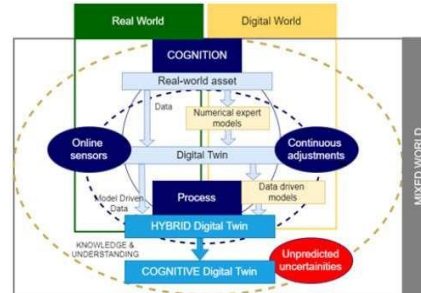 Real World
Digital World
COGNITION
Real-world asset
Data
Numerical expert
models
Online
sensors
Continuous
adjustments
Digital Twin
Model Driven
Data
Process
Data driven
models
HYBRID Digital Twin
KNOWLEDGE &
UNDERSTANDING
COGNITIVE Digital Twin
Unpredicted
uncertainities
MIXED WORLD